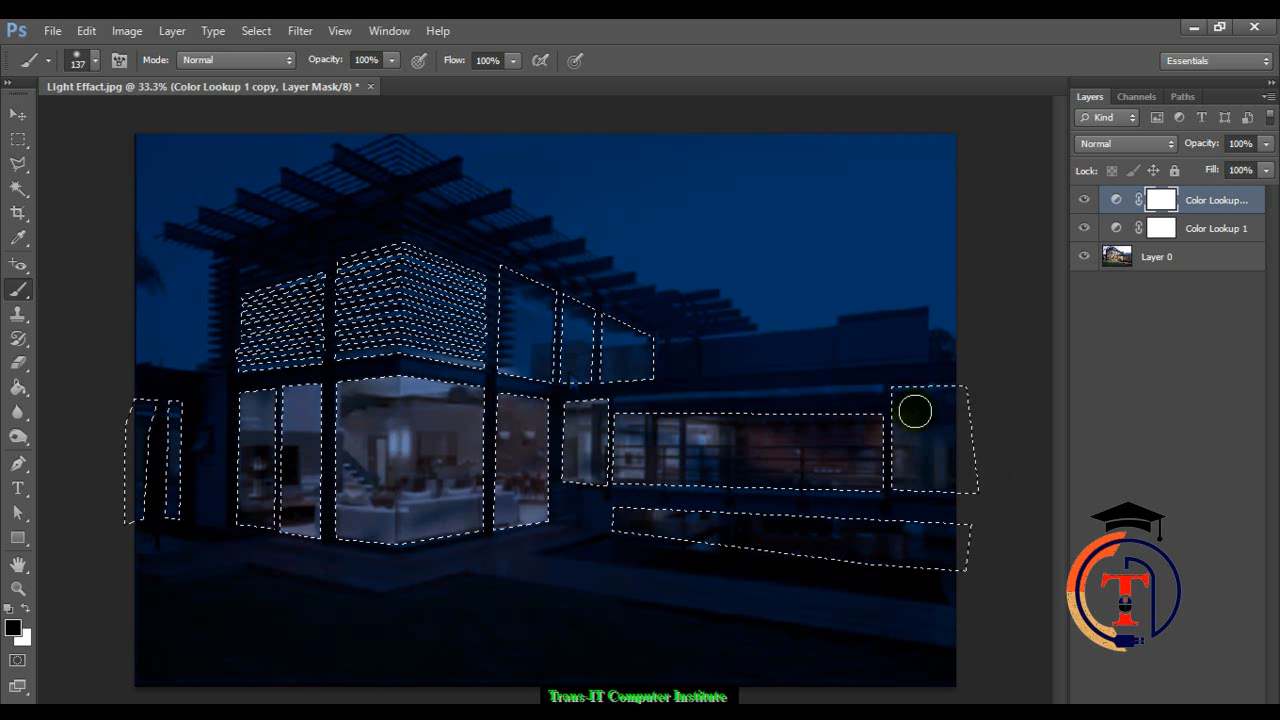 Ps File Edit Image Layer Type Select Filter View Window Help
137 Mode: Normal Opacity: 100% Flow: 100% Essentials
LIght Effact.jpg @ 33.3% (Color Lookup 1 copy, Layer Mask/8) *
Layers Channels Paths
Kind
Normal Opacity: 100%
Lock: Fill: 100%
Color Lookup...
Color Lookup 1
Layer 0
T
Trans-IT Computer Institute